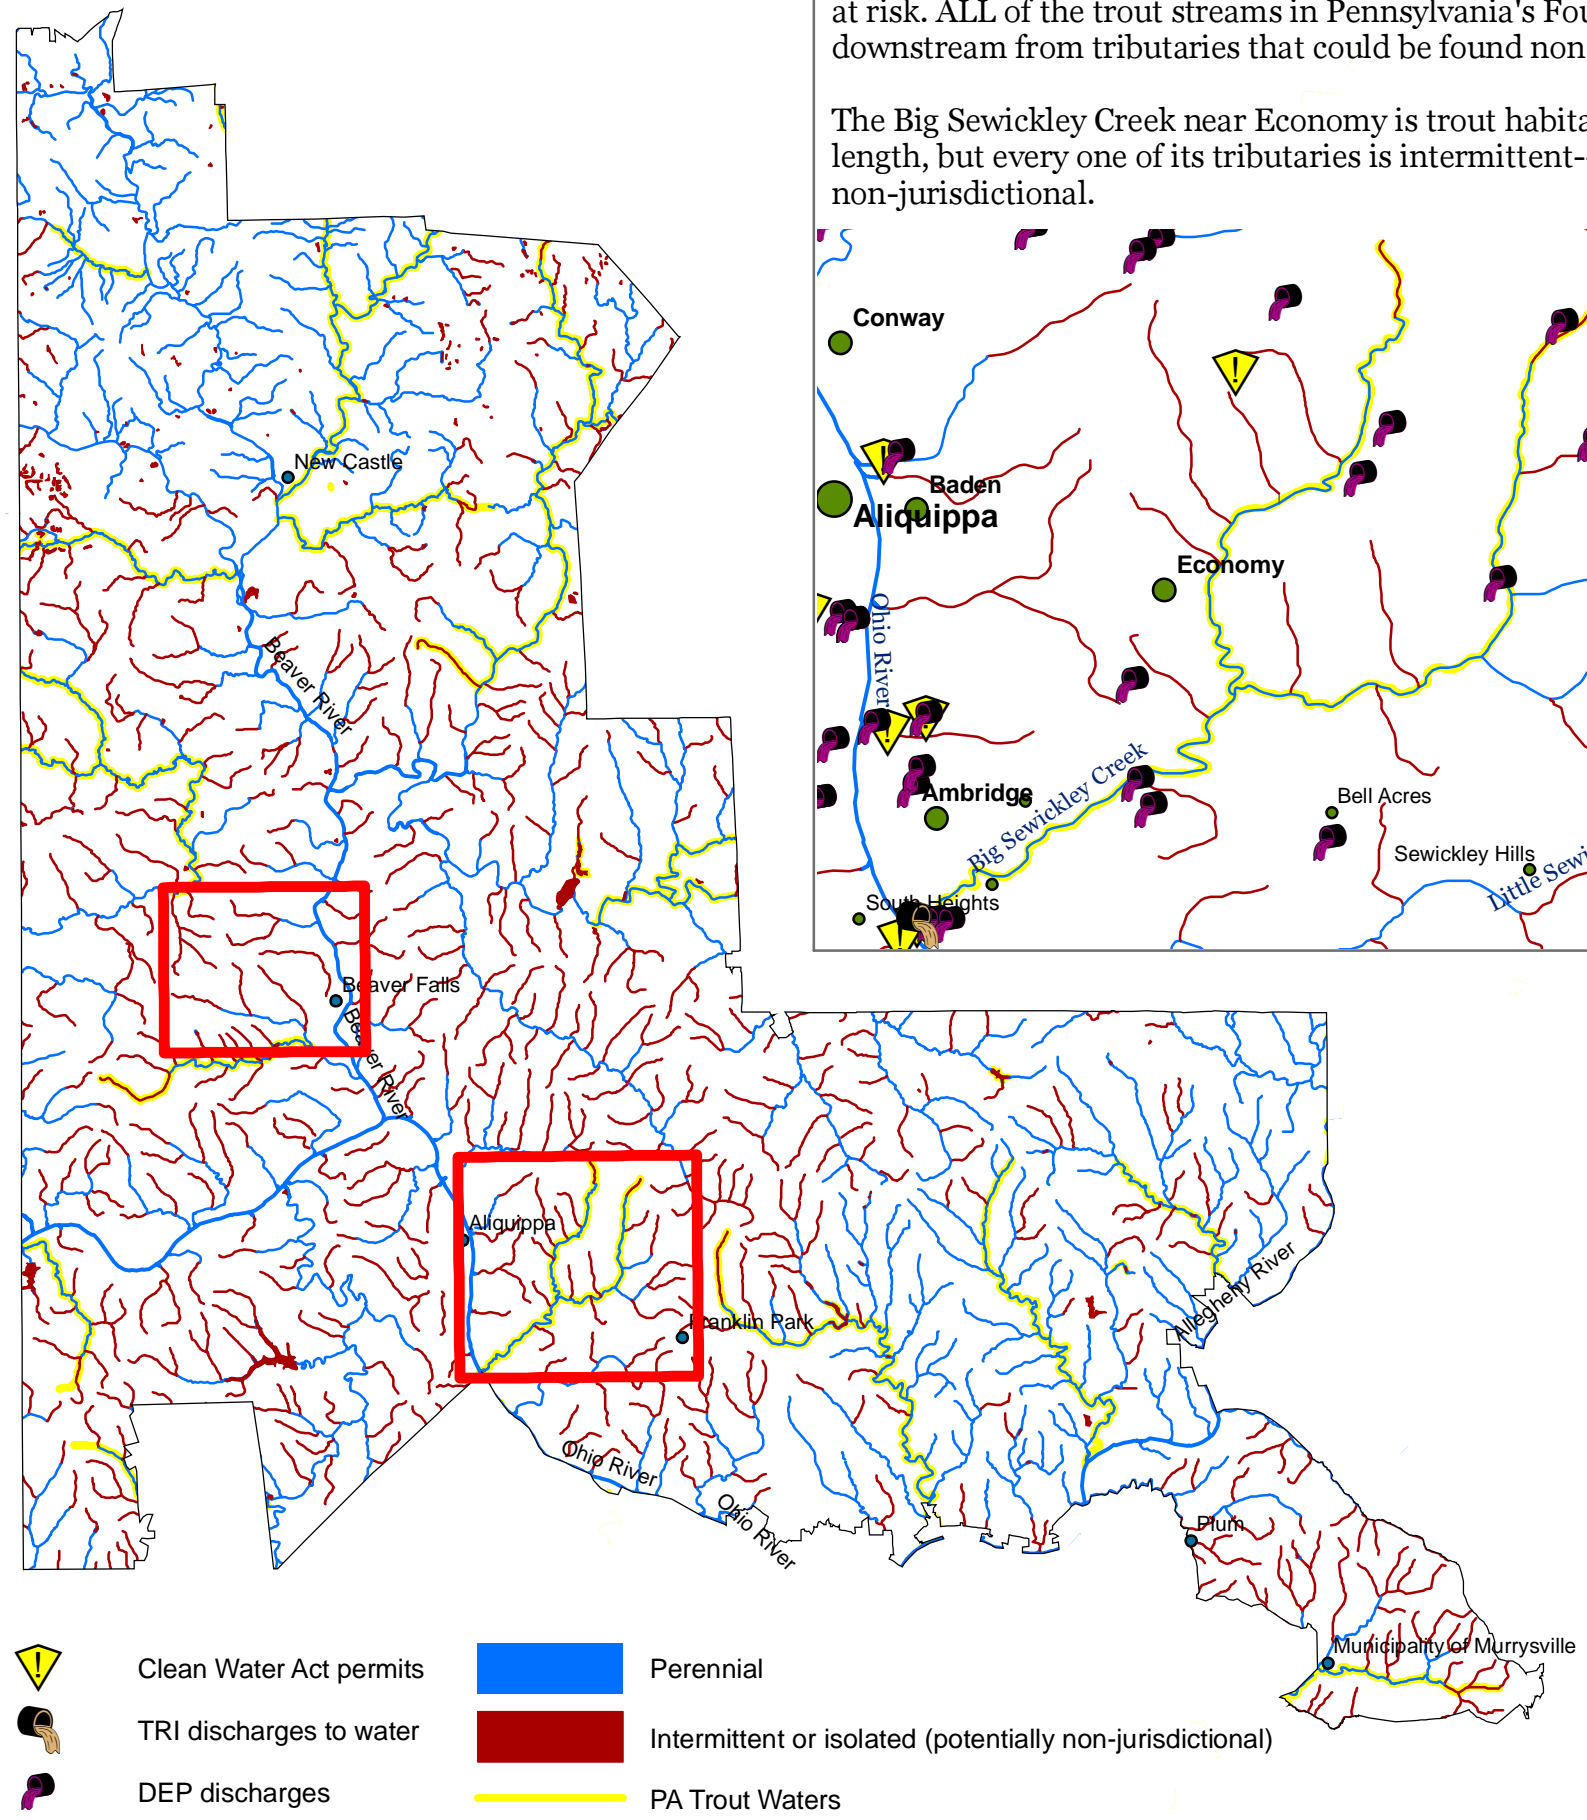 at risk. ALL of the trout streams in Pennsylvania's Fou
downstream from tributaries that could be found non
The Big Sewickley Creek near Economy is trout habita
length, but every one of its tributaries is intermittent-
non-jurisdictional.
Conway
Baden
Aliquippa
Economy
Ohio River
Ambridge
Big Sewickley Creek
Bell Acres
Sewickley Hills
Little Sewi
South Heights
New Castle
Beaver River
Beaver Falls
Beaver River
Aliquippa
Franklin Park
Allegheny River
Ohio River
Ohio River
Plum
Municipality of Murrysville
Clean Water Act permits
TRI discharges to water
DEP discharges
Perennial
Intermittent or isolated (potentially non-jurisdictional)
PA Trout Waters